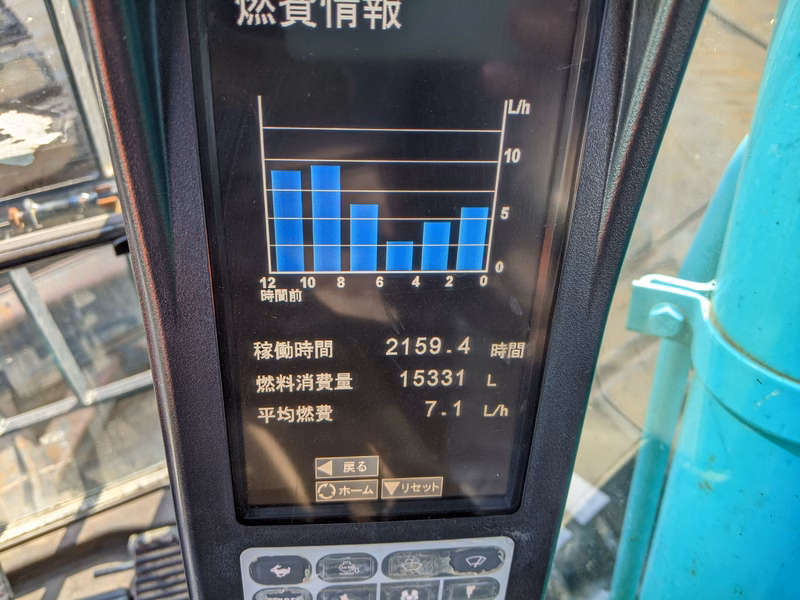 燃費情報
L/h
10
5
0
12 10 8 6 4 2 0
時間前
稼働時間 2159.4 時間
燃料消費量 15331 L
平均燃費 7.1 L/h
戻る
ホーム リセット